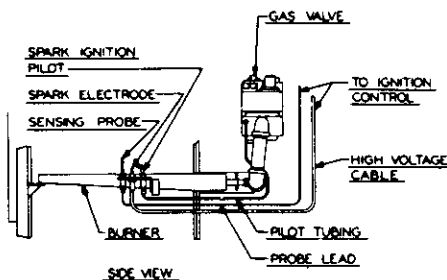 GAS VALVE
SPARK IGNITION
PILOT
SPARK ELECTRODE
SENSING PROBE
TO IGNITION
CONTROL
HIGH VOLTAGE
CABLE
BURNER
PILOT TUBING
PROBE LEAD
SIDE VIEW